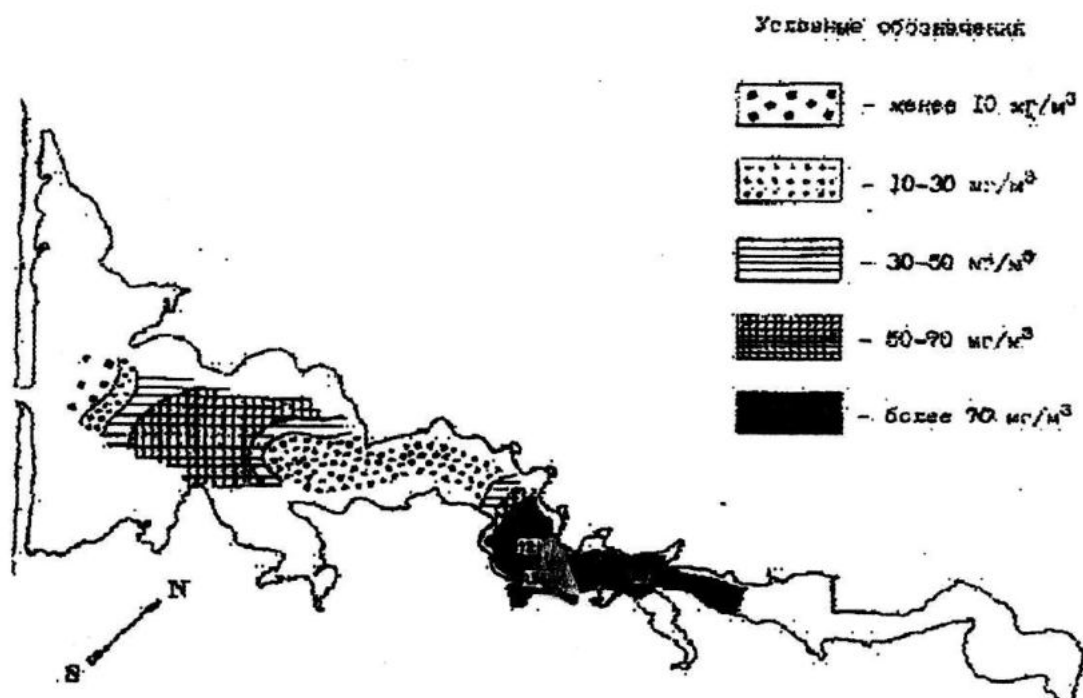 Условные обозначения
- менее 10 мг/м³
- 10-30 мг/м³
- 30-50 мг/м³
- 50-70 мг/м³
- более 70 мг/м³
N
S